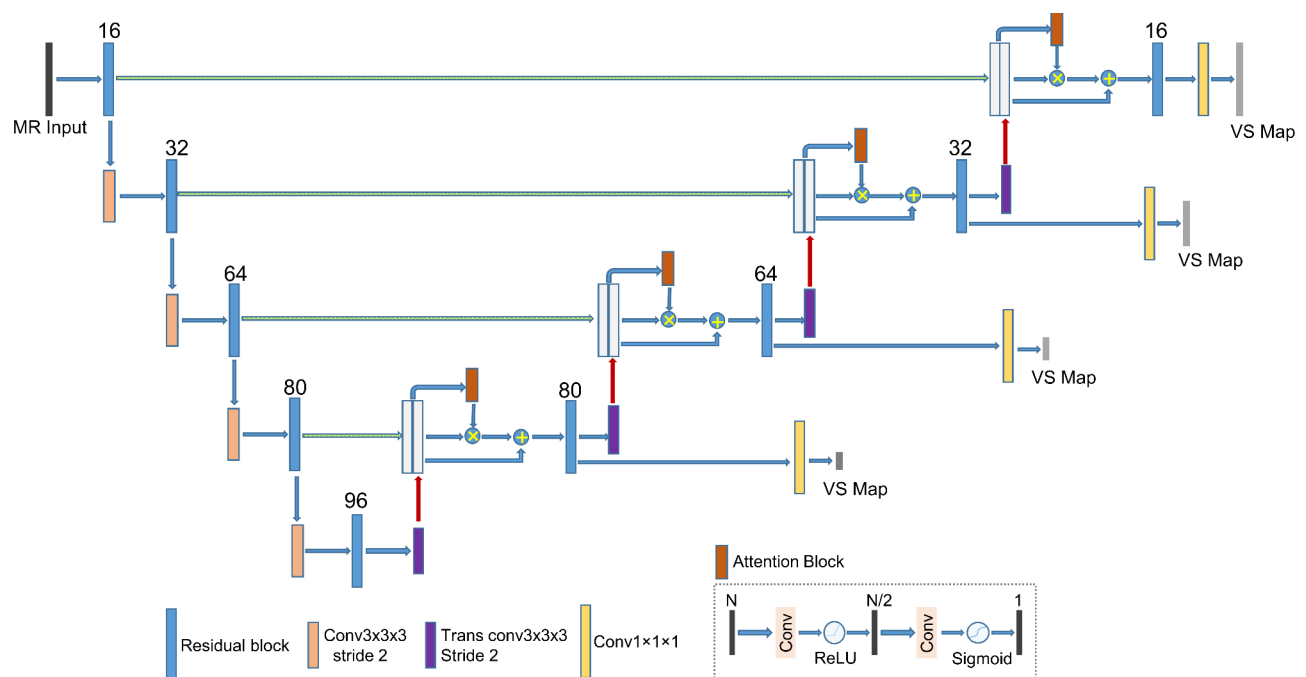 16
16
MR Input
VS Map
32
32
VS Map
64
64
VS Map
80
80
VS Map
96
Attention Block
N
N/2
1
Conv
Conv
ReLU
Sigmoid
Residual block
Conv3x3x3
stride 2
Trans conv3x3x3
Stride 2
Conv1×1×1